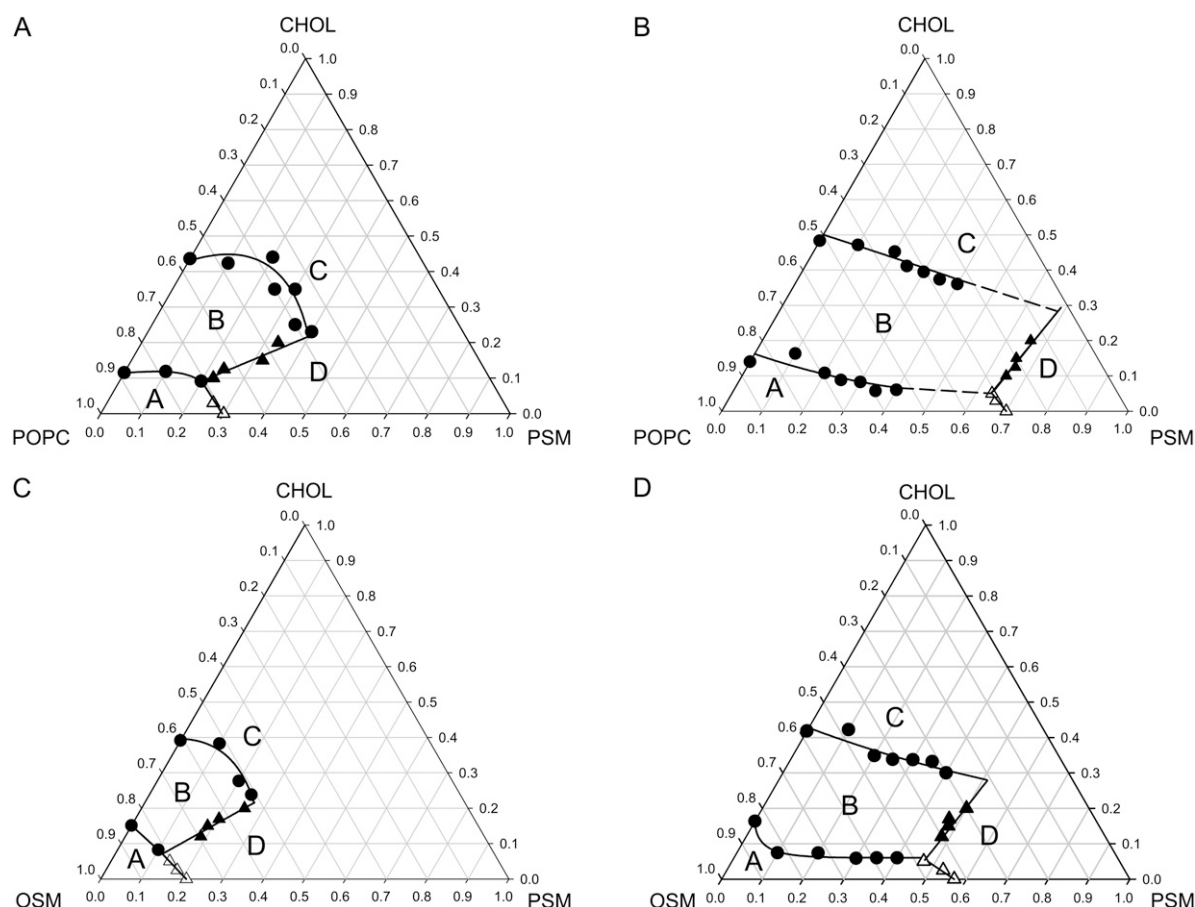 A
CHOL
0.0 1.0
0.1 0.9
0.2 0.8
0.3 0.7
0.4 0.6
0.5 0.5
0.6 C 0.4
0.7 B 0.3
0.8 D 0.2
0.9 A 0.1
1.0 0.0
0.0 0.1 0.2 0.3 0.4 0.5 0.6 0.7 0.8 0.9 1.0
POPC PSM
B
CHOL
0.0 1.0
0.1 0.9
0.2 0.8
0.3 0.7
0.4 0.6
0.5 C 0.5
0.6 0.4
0.7 B 0.3
0.8 0.2
0.9 A D 0.1
1.0 0.0
0.0 0.1 0.2 0.3 0.4 0.5 0.6 0.7 0.8 0.9 1.0
POPC PSM
C
CHOL
0.0 1.0
0.1 0.9
0.2 0.8
0.3 0.7
0.4 0.6
0.5 0.5
0.6 C 0.4
0.7 0.3
0.8 B 0.2
0.9 A D 0.1
1.0 0.0
0.0 0.1 0.2 0.3 0.4 0.5 0.6 0.7 0.8 0.9 1.0
OSM PSM
D
CHOL
0.0 1.0
0.1 0.9
0.2 0.8
0.3 0.7
0.4 0.6
0.5 0.5
0.6 C 0.4
0.7 0.3
0.8 B 0.2
0.9 A D 0.1
1.0 0.0
0.0 0.1 0.2 0.3 0.4 0.5 0.6 0.7 0.8 0.9 1.0
OSM PSM